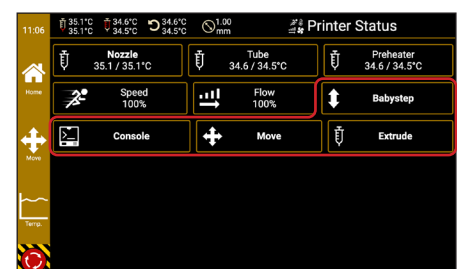 11:06
35.1°C 34.6°C 34.6°C 1.00 Printer Status
35.1°C 34.5°C 34.5°C mm
Nozzle Tube Preheater
35.1 / 35.1°C 34.6 / 34.5°C 34.6 / 34.5°C
Home
Speed Flow Babystep
100% 100%
Console Move Extrude
Move
Temp.